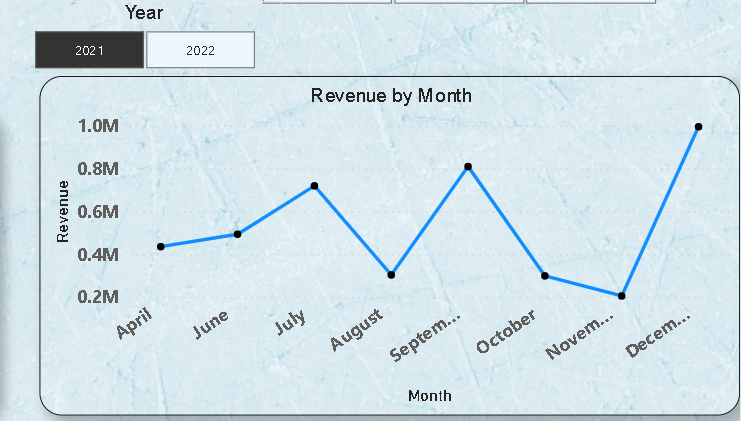 Year
2021 2022
Revenue by Month
Revenue
1.0M
0.8M
0.6M
0.4M
0.2M
April June July August Septem... October Novem... Decem...
Month